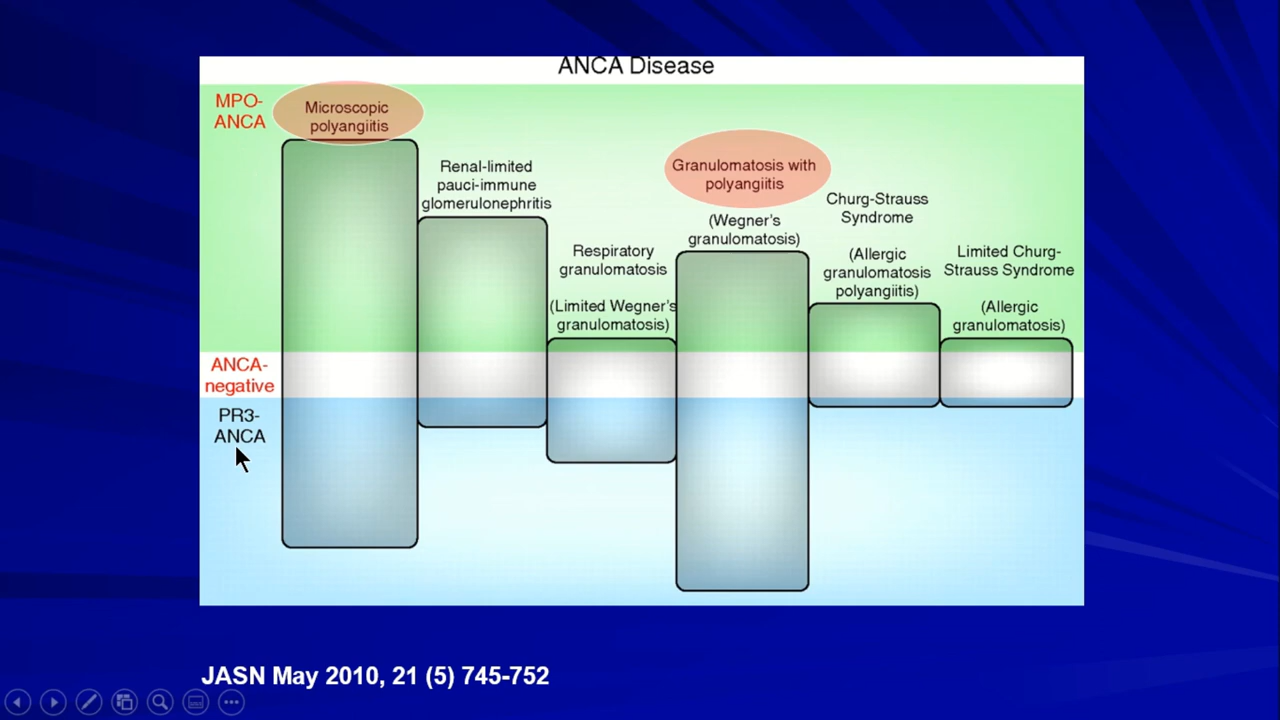 ANCA Disease
MPO-
ANCA
Microscopic
polyangiitis
Renal-limited
pauci-immune
glomerulonephritis
Respiratory
granulomatosis
(Limited Wegner's
granulomatosis)
Granulomatosis with
polyangiitis
(Wegner's
granulomatosis)
Churg-Strauss
Syndrome
(Allergic
granulomatosis
polyangiitis)
Limited Churg-
Strauss Syndrome
(Allergic
granulomatosis)
ANCA-
negative
PR3-
ANCA
JASN May 2010, 21 (5) 745-752